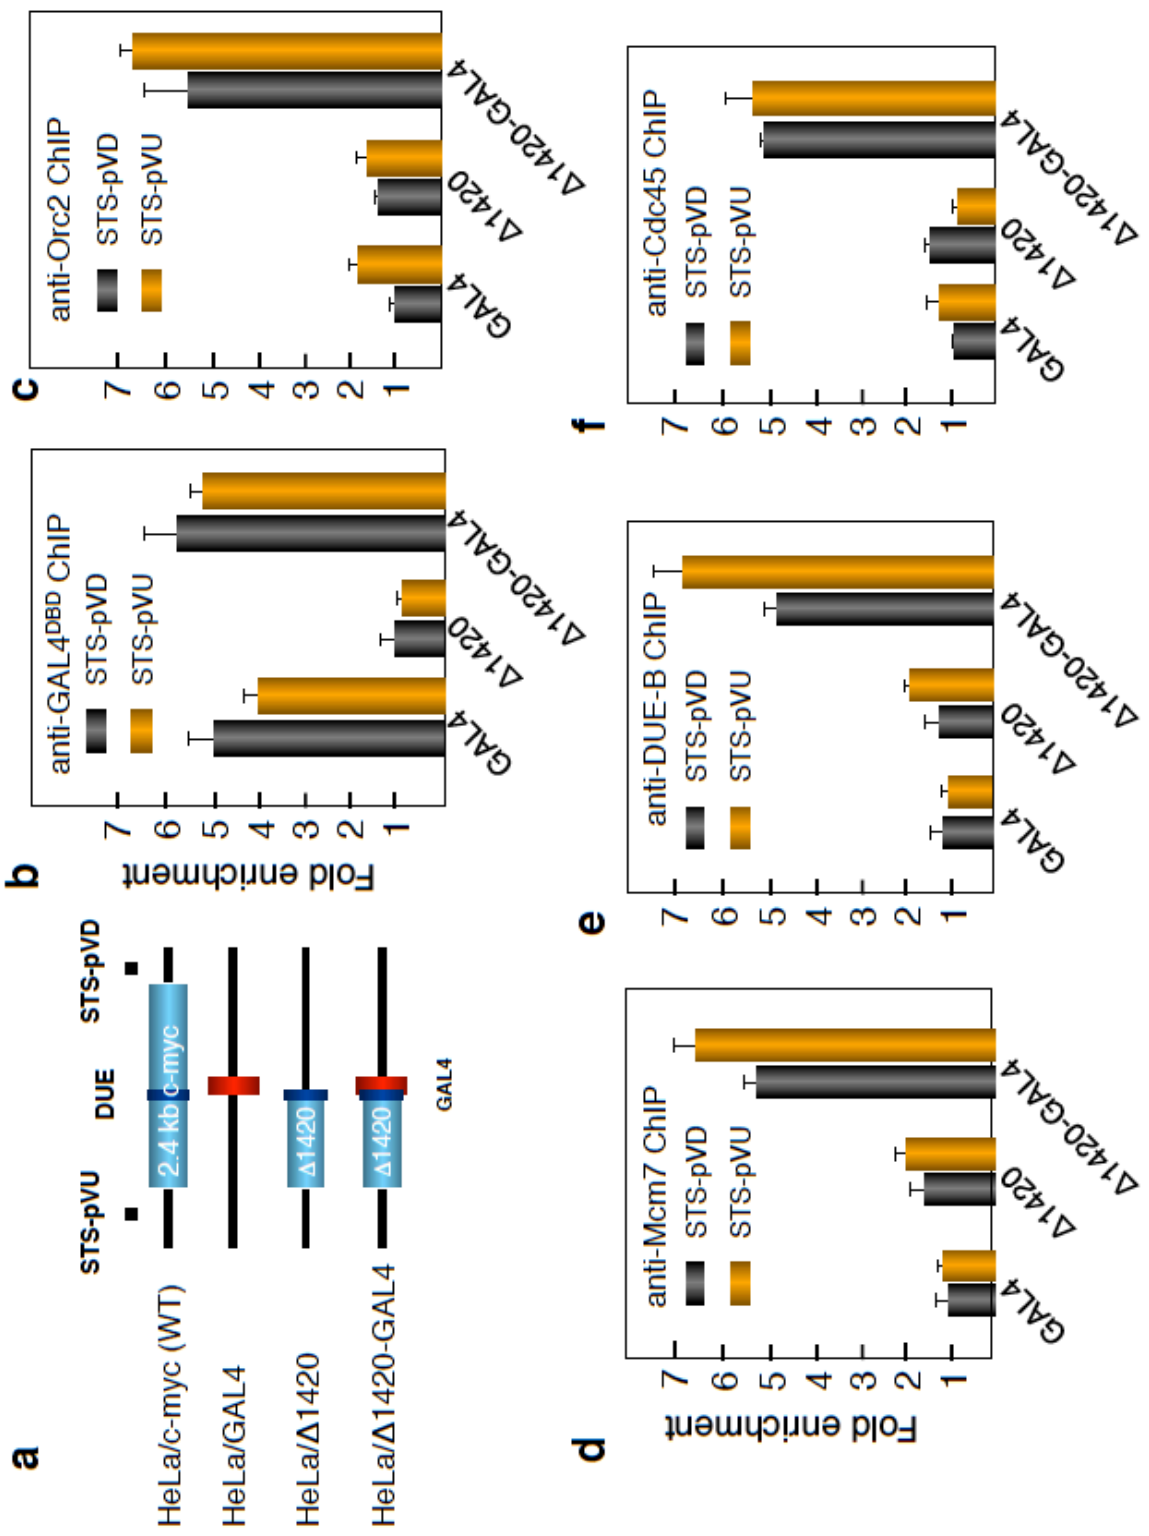 a
STS-pVU DUE STS-pVD
HeLa/c-myc (WT) 2.4 kb c-myc
HeLa/GAL4
HeLa/Δ1420 Δ1420
HeLa/Δ1420-GAL4 Δ1420
GAL4
b
anti-GAL4DBD ChIP
STS-pVD
STS-pVU
Fold enrichment
7
6
5
4
3
2
1
GAL4
Δ1420
Δ1420-GAL4
c
anti-Orc2 ChIP
STS-pVD
STS-pVU
7
6
5
4
3
2
1
GAL4
Δ1420
Δ1420-GAL4
d
anti-Mcm7 ChIP
STS-pVD
STS-pVU
Fold enrichment
7
6
5
4
3
2
1
GAL4
Δ1420
Δ1420-GAL4
e
anti-DUE-B ChIP
STS-pVD
STS-pVU
7
6
5
4
3
2
1
GAL4
Δ1420
Δ1420-GAL4
f
anti-Cdc45 ChIP
STS-pVD
STS-pVU
7
6
5
4
3
2
1
GAL4
Δ1420
Δ1420-GAL4